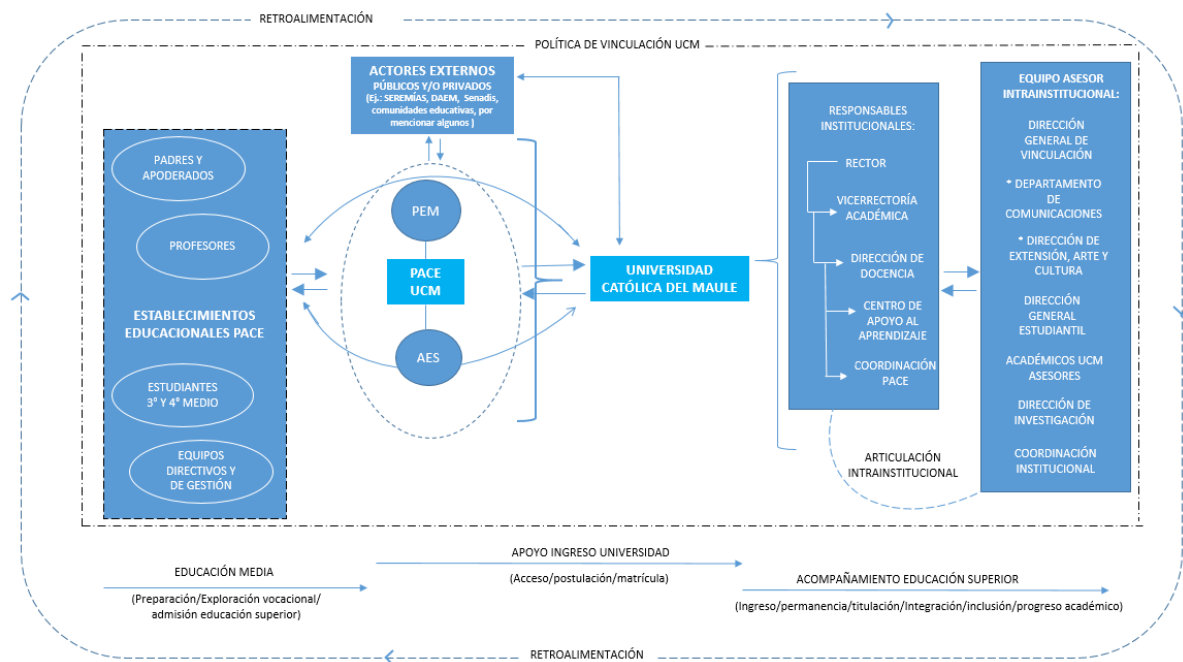 RETROALIMENTACIÓN
POLÍTICA DE VINCULACIÓN UCM
ACTORES EXTERNOS
PÚBLICOS Y/O PRIVADOS
(Ej.: SEREMÍAS, DAEM, Senadis,
comunidades educativas, por
mencionar algunos )
PADRES Y
APODERADOS
PROFESORES
ESTABLECIMIENTOS
EDUCACIONALES PACE
ESTUDIANTES
3° Y 4° MEDIO
EQUIPOS
DIRECTIVOS Y
DE GESTIÓN
PEM
PACE
UCM
AES
UNIVERSIDAD
CATÓLICA DEL MAULE
RESPONSABLES
INSTITUCIONALES:
RECTOR
VICERRECTORÍA
ACADÉMICA
DIRECCIÓN DE
DOCENCIA
CENTRO DE
APOYO AL
APRENDIZAJE
COORDINACIÓN
PACE
ARTICULACIÓN
INTRAINSTITUCIONAL
EQUIPO ASESOR
INTRAINSTITUCIONAL:
DIRECCIÓN
GENERAL DE
VINCULACIÓN
* DEPARTAMENTO
DE
COMUNICACIONES
* DIRECCIÓN DE
EXTENSIÓN, ARTE Y
CULTURA
DIRECCIÓN
GENERAL
ESTUDIANTIL
ACADÉMICOS UCM
ASESORES
DIRECCIÓN DE
INVESTIGACIÓN
COORDINACIÓN
INSTITUCIONAL
EDUCACIÓN MEDIA
(Preparación/Exploración vocacional/
admisión educación superior)
APOYO INGRESO UNIVERSIDAD
(Acceso/postulación/matrícula)
ACOMPAÑAMIENTO EDUCACIÓN SUPERIOR
(Ingreso/permanencia/titulación/Integración/inclusión/progreso académico)
RETROALIMENTACIÓN